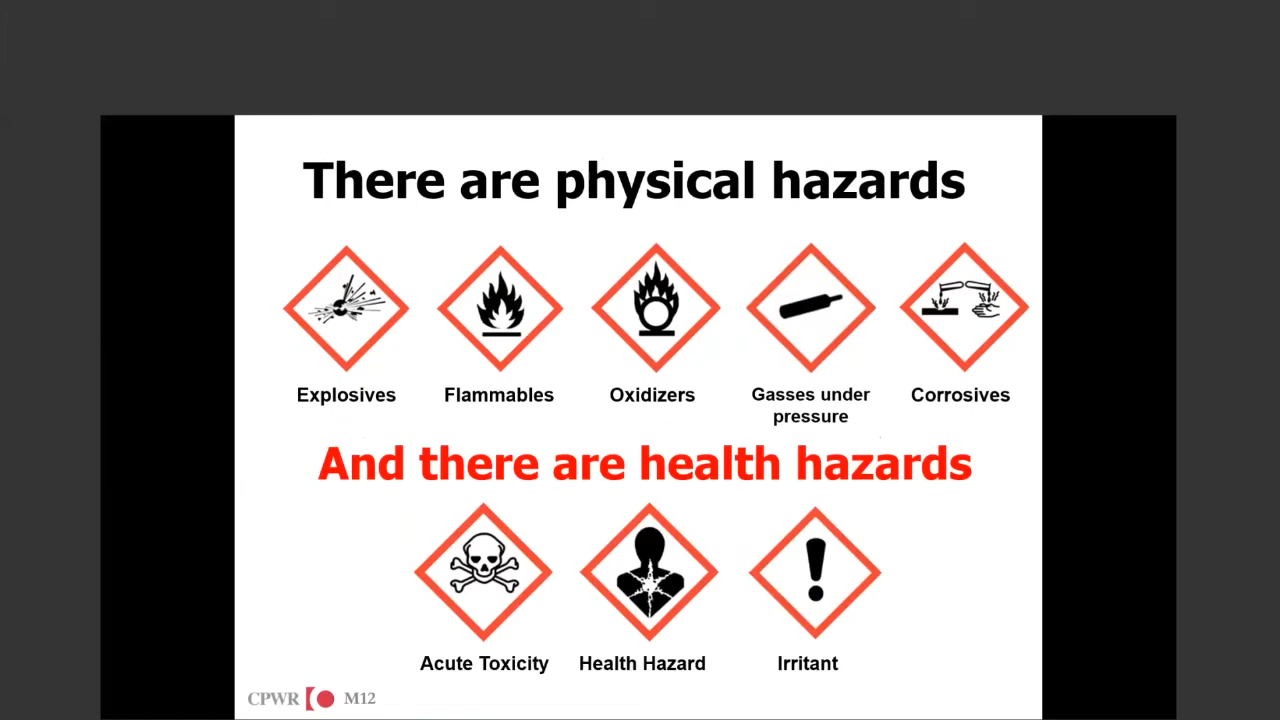 There are physical hazards
Explosives
Flammables
Oxidizers
Gasses under
pressure
Corrosives
And there are health hazards
Acute Toxicity
Health Hazard
Irritant
CPWR M12